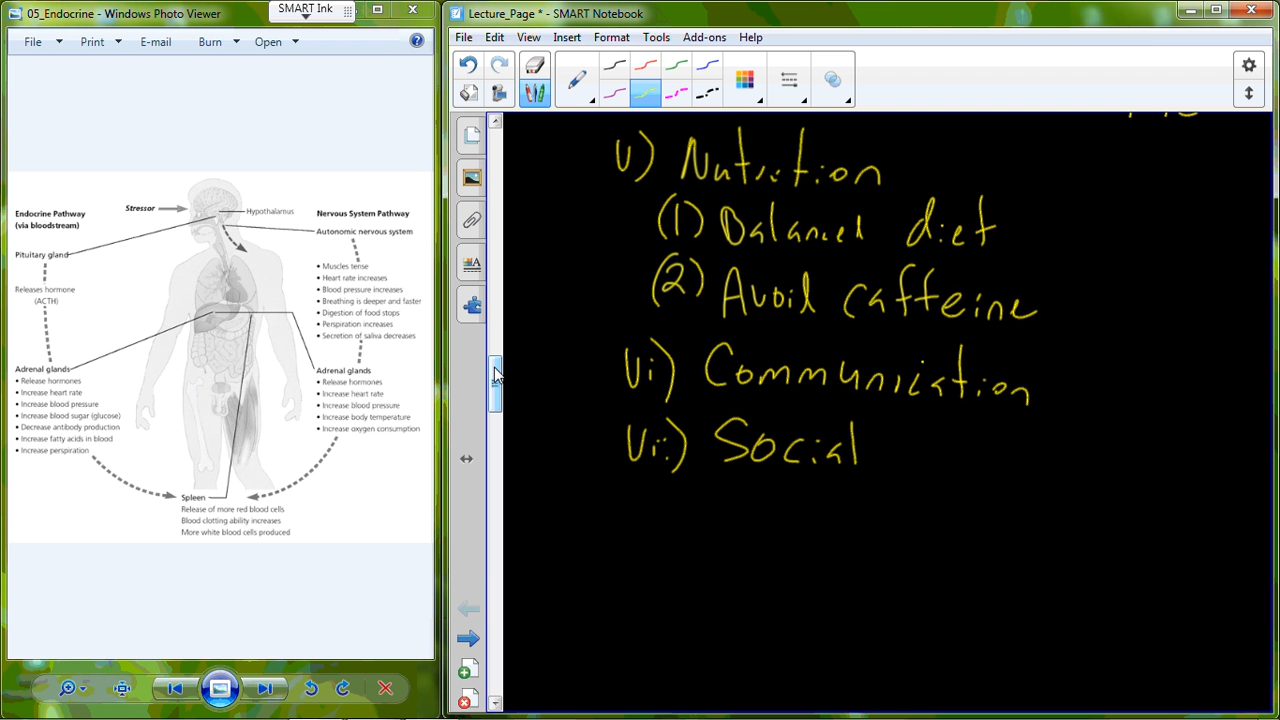 05_Endocrine - Windows Photo Viewer
SMART Ink
File Print E-mail Burn Open
Stressor
Hypothalamus
Endocrine Pathway
(via bloodstream)
Pituitary gland
Releases hormone
(ACTH)
Adrenal glands
• Release hormones
• Increase heart rate
• Increase blood pressure
• Increase blood sugar (glucose)
• Decrease antibody production
• Increase fatty acids in blood
• Increase perspiration
Nervous System Pathway
Autonomic nervous system
• Muscles tense
• Heart rate increases
• Blood pressure increases
• Breathing is deeper and faster
• Digestion of food stops
• Perspiration increases
• Secretion of saliva decreases
Adrenal glands
• Release hormones
• Increase heart rate
• Increase blood pressure
• Increase body temperature
• Increase oxygen consumption
Spleen
Release of more red blood cells
Blood clotting ability increases
More white blood cells produced
Lecture_Page * - SMART Notebook
File Edit View Insert Format Tools Add-ons Help
v) Nutrition
(1) Balanced diet
(2) Avoid caffeine
vi) Communication
vii) Social